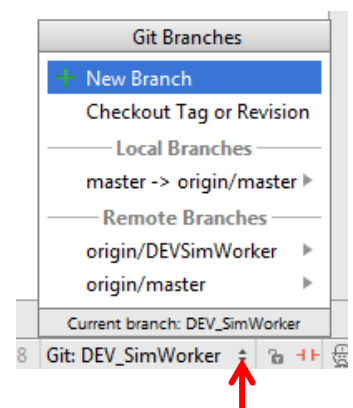 Git Branches
New Branch
Checkout Tag or Revision
Local Branches
master -> origin/master
Remote Branches
origin/DEVSimWorker
origin/master
Current branch: DEV_SimWorker
8 Git: DEV_SimWorker